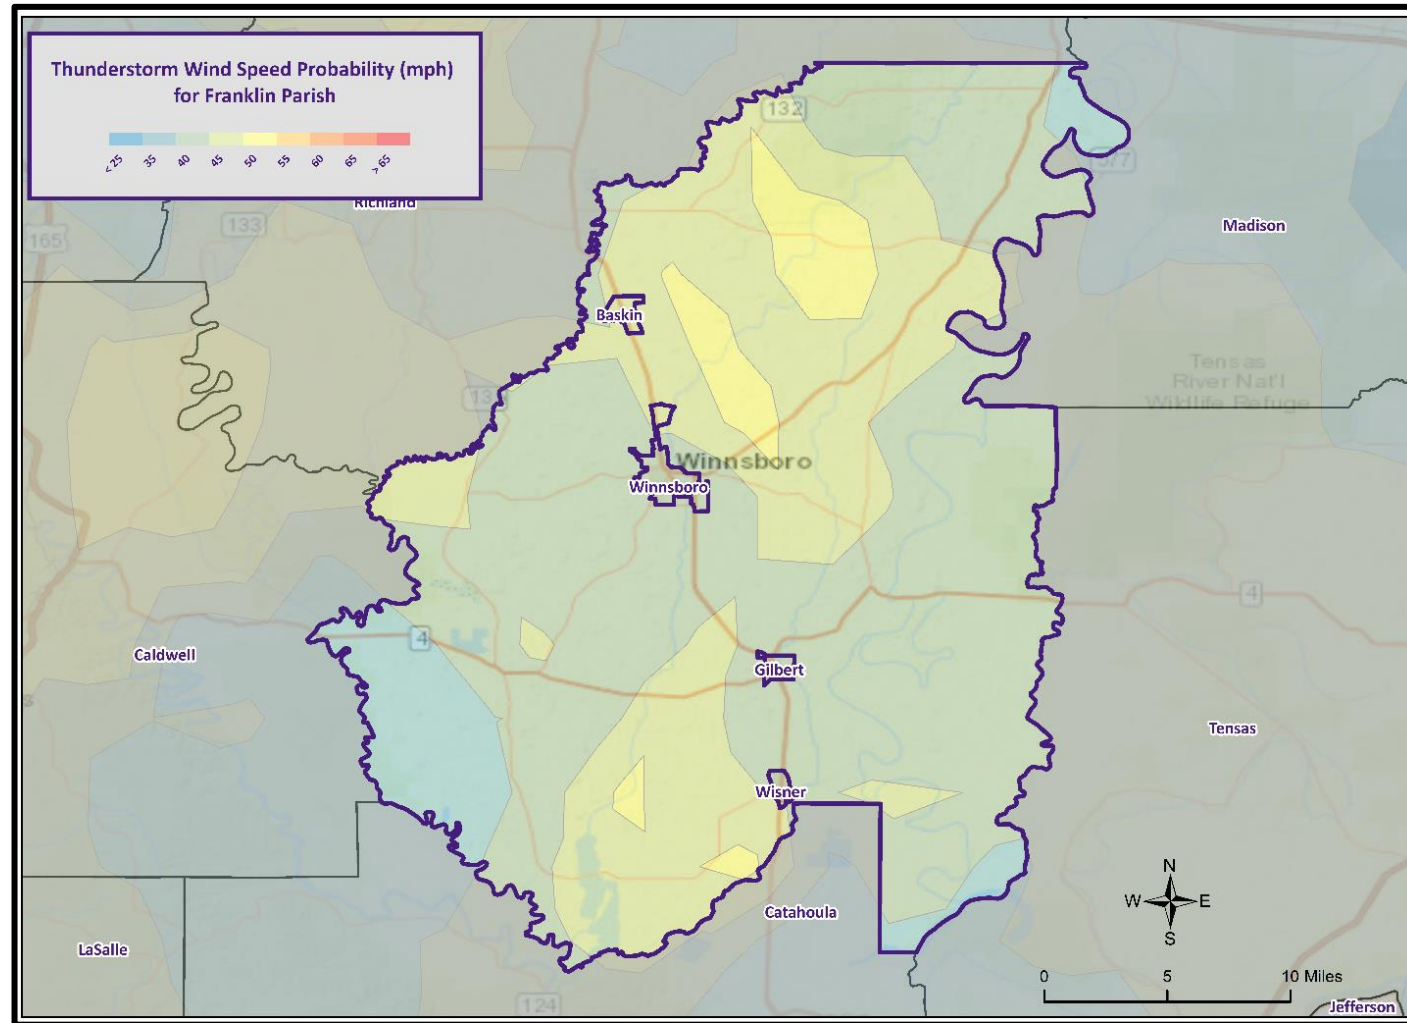 Thunderstorm Wind Speed Probability (mph)
for Franklin Parish
<25 35 40 45 50 55 60 65 >65
132
Richland
133
165
577
Madison
Baskin
Tensas
River Nat'l
Wildlife Refuge
Winnsboro
Winnsboro
4
4
Caldwell
Gilbert
Tensas
Wisner
N
W E
S
Catahoula
LaSalle
0 5 10 Miles
124
Jefferson